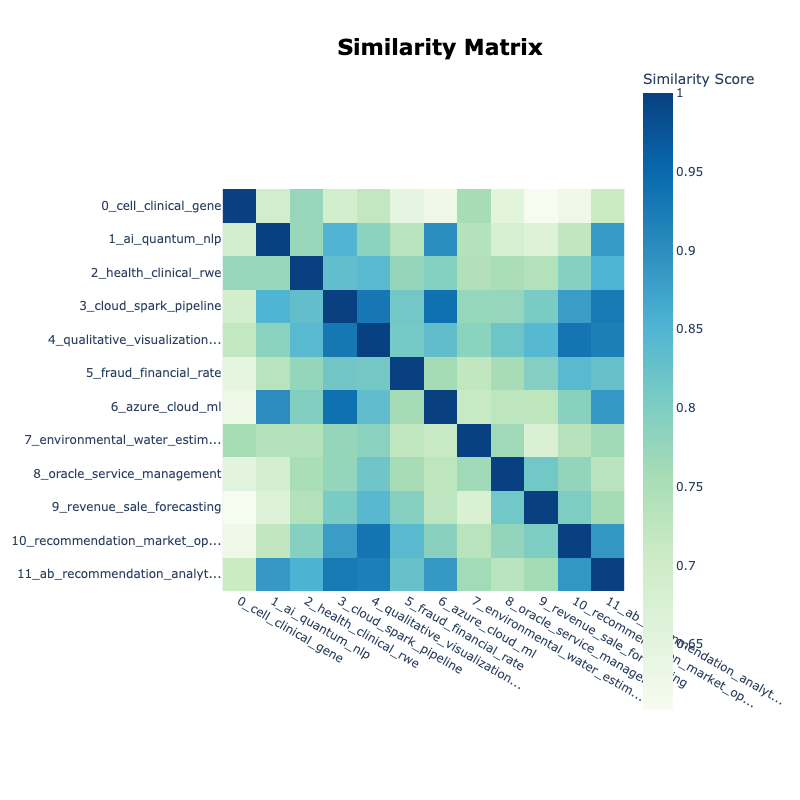 Similarity Matrix
Similarity Score
1
0.95
0.9
0.85
0.8
0.75
0.7
0.65
0_cell_clinical_gene
1_ai_quantum_nlp
2_health_clinical_rwe
3_cloud_spark_pipeline
4_qualitative_visualization...
5_fraud_financial_rate
6_azure_cloud_ml
7_environmental_water_estim...
8_oracle_service_management
9_revenue_sale_forecasting
10_recommendation_market_op...
11_ab_recommendation_analyt...
0_cell_clinical_gene
1_ai_quantum_nlp
2_health_clinical_rwe
3_cloud_spark_pipeline
4_qualitative_visualization...
5_fraud_financial_rate
6_azure_cloud_ml
7_environmental_water_estim...
8_oracle_service_management
9_revenue_sale_forecasting
10_recommendation_market_op...
11_ab_recommendation_analyt...